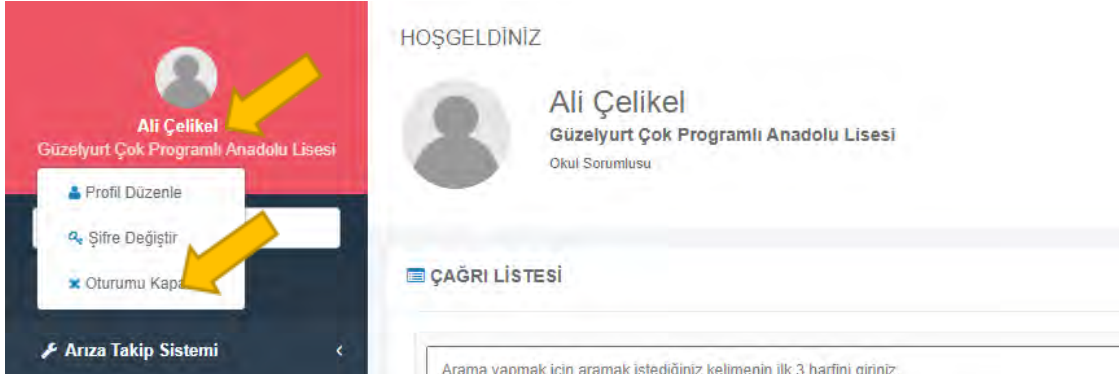 HOŞGELDİNİZ
Ali Çelikel
Güzelyurt Çok Programlı Anadolu Lisesi
Profil Düzenle
Şifre Değiştir
Oturumu Kapa
Arıza Takip Sistemi
Ali Çelikel
Güzelyurt Çok Programlı Anadolu Lisesi
Okul Sorumlusu
ÇAĞRI LİSTESİ
Arama yapmak için aramak istediğiniz kelimenin ilk 3 harfini giriniz